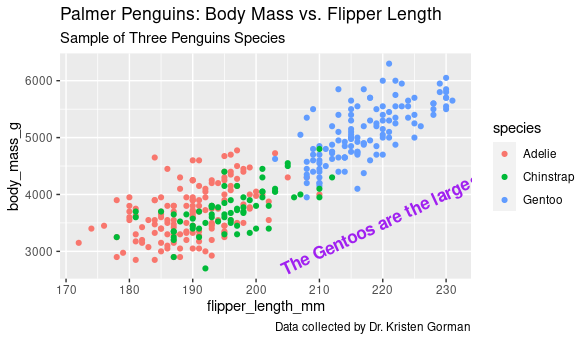 Palmer Penguins: Body Mass vs. Flipper Length
Sample of Three Penguins Species
body_mass_g
6000
5000
4000
3000
The Gentoos are the large
170
180
190
200
210
220
230
flipper_length_mm
species
Adelie
Chinstrap
Gentoo
Data collected by Dr. Kristen Gorman